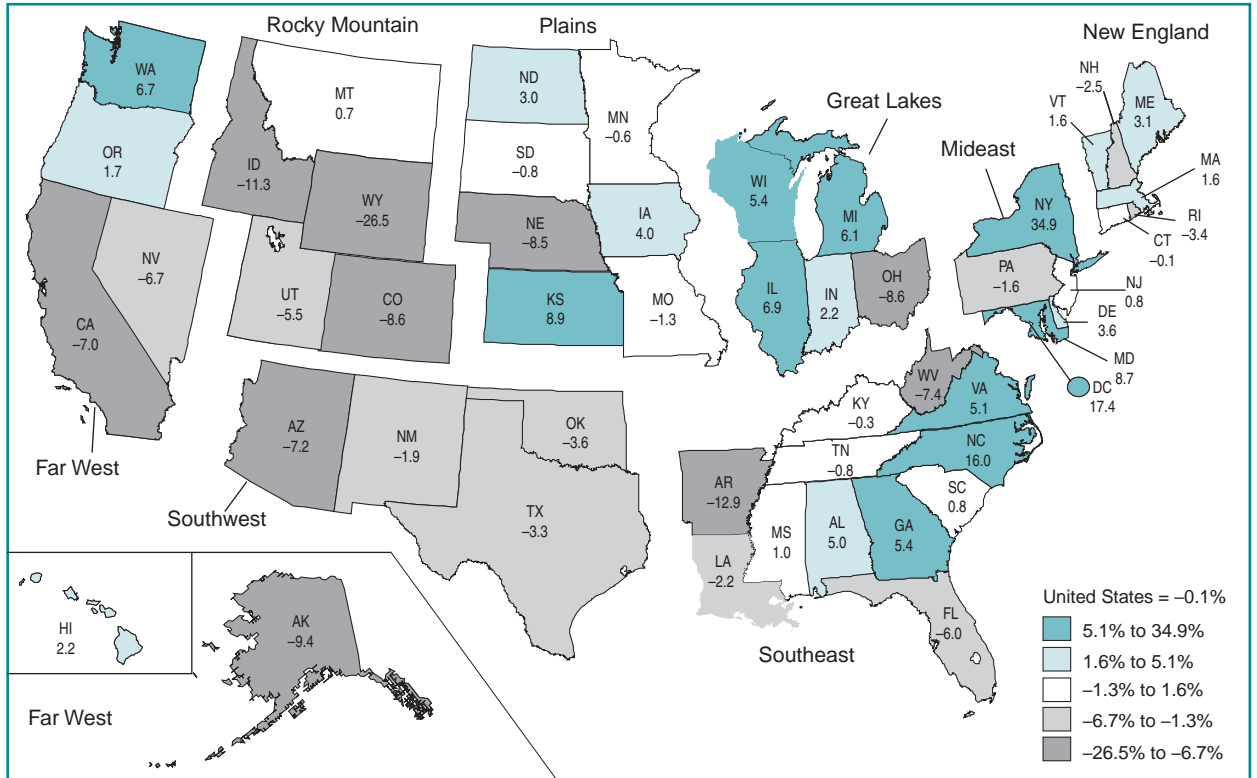 Rocky Mountain
Plains
New England
Great Lakes
Mideast
WA
6.7
OR
1.7
CA
–7.0
NV
–6.7
Far West
MT
0.7
ID
–11.3
WY
–26.5
UT
–5.5
CO
–8.6
AZ
–7.2
NM
–1.9
Southwest
OK
–3.6
TX
–3.3
ND
3.0
SD
–0.8
NE
–8.5
KS
8.9
MN
–0.6
IA
4.0
MO
–1.3
WI
5.4
MI
6.1
IL
6.9
IN
2.2
OH
–8.6
NH
–2.5
VT
1.6
ME
3.1
MA
1.6
RI
–3.4
CT
–0.1
NY
34.9
PA
–1.6
NJ
0.8
DE
3.6
MD
8.7
DC
17.4
WV
–7.4
VA
5.1
KY
–0.3
NC
16.0
TN
–0.8
SC
0.8
AR
–12.9
LA
–2.2
MS
1.0
AL
5.0
GA
5.4
FL
–6.0
Southeast
HI
2.2
AK
–9.4
Far West
United States = –0.1%
5.1% to 34.9%
1.6% to 5.1%
–1.3% to 1.6%
–6.7% to –1.3%
–26.5% to –6.7%